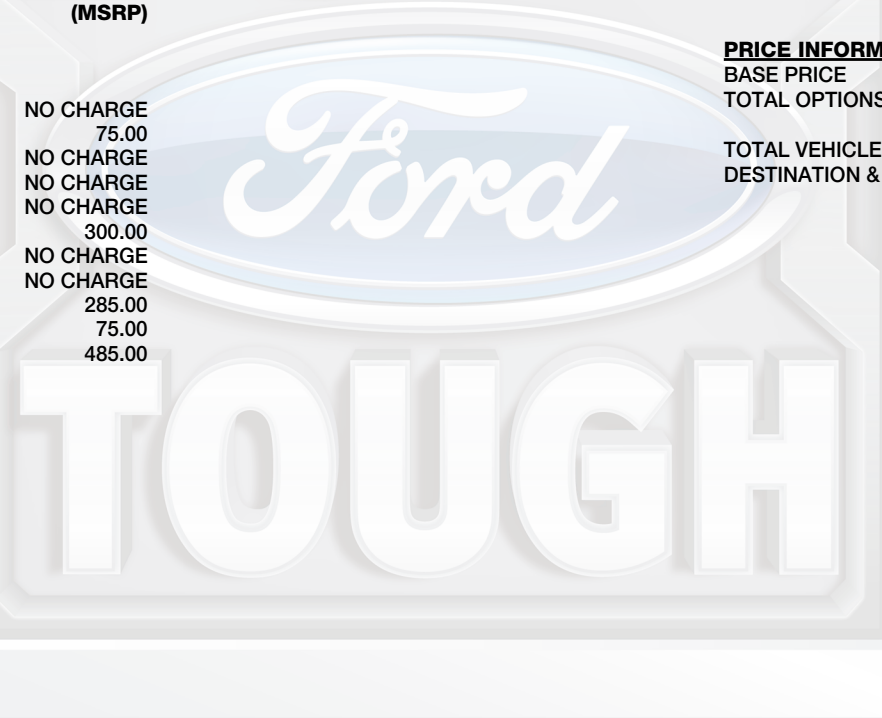 (MSRP)
NO CHARGE
75.00
NO CHARGE
NO CHARGE
NO CHARGE
300.00
NO CHARGE
NO CHARGE
285.00
75.00
485.00
PRICE INFORM
BASE PRICE
TOTAL OPTIONS
TOTAL VEHICLE
DESTINATION &
Ford
TOUGH